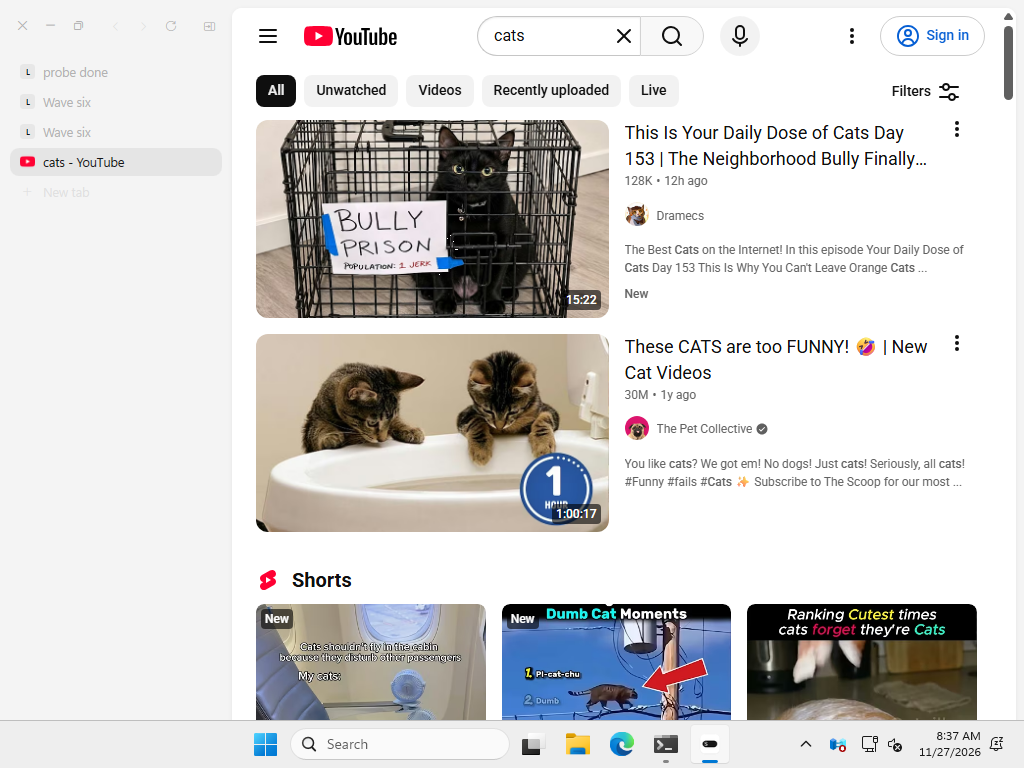 probe done
Wave six
Wave six
cats - YouTube
New tab
YouTube
cats
Sign in
All
Unwatched
Videos
Recently uploaded
Live
Filters
BULLY
PRISON
POPULATION: 1 JERK
15:22
This Is Your Daily Dose of Cats Day
153 | The Neighborhood Bully Finally...
128K • 12h ago
Dramecs
The Best Cats on the Internet! In this episode Your Daily Dose of
Cats Day 153 This Is Why You Can't Leave Orange Cats ...
New
1
HOUR
1:00:17
These CATS are too FUNNY! 🤣 | New
Cat Videos
30M • 1y ago
The Pet Collective
You like cats? We got em! No dogs! Just cats! Seriously, all cats!
#Funny #fails #Cats ✨ Subscribe to The Scoop for our most ...
Shorts
New
Cats shouldn't fly in the cabin
because they disturb other passengers
My cats:
New
Dumb Cat Moments
1. Pi-cat-chu
2 Dumb
Ranking Cutest times
cats forget they're Cats
Search
8:37 AM
11/27/2026